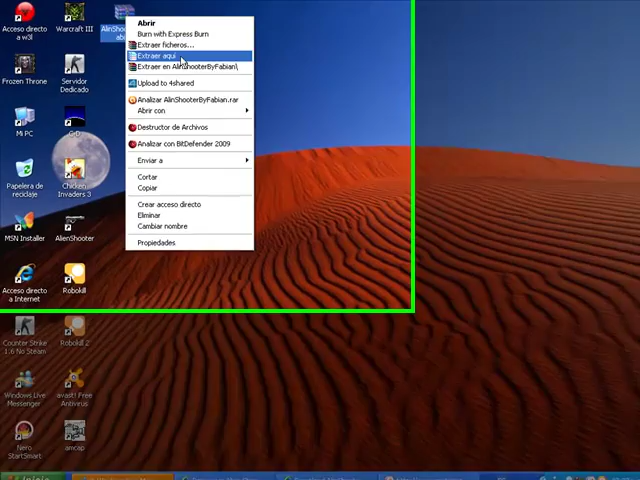 Acceso directo
a w3l
Warcraft III
AlinShoo
Frozen Throne
Servidor
Dedicado
Mi PC
Papelera de
reciclaje
Chicken
Invaders 3
MSN Installer
AlienShooter
Acceso directo
a Internet
Robokill
Counter Strike
1.6 No Steam
Robokill 2
Windows Live
Messenger
avast! Free
Antivirus
Nero
StartSmart
amcap
Abrir
Burn with Express Burn
Extraer ficheros...
Extraer aquí
Extraer en AlinShooterByFabian\
Upload to 4shared
Analizar AlinShooterByFabian.rar
Abrir con
Destructor de Archivos
Analizar con BitDefender 2009
Enviar a
Cortar
Copiar
Crear acceso directo
Eliminar
Cambiar nombre
Propiedades
Inicio